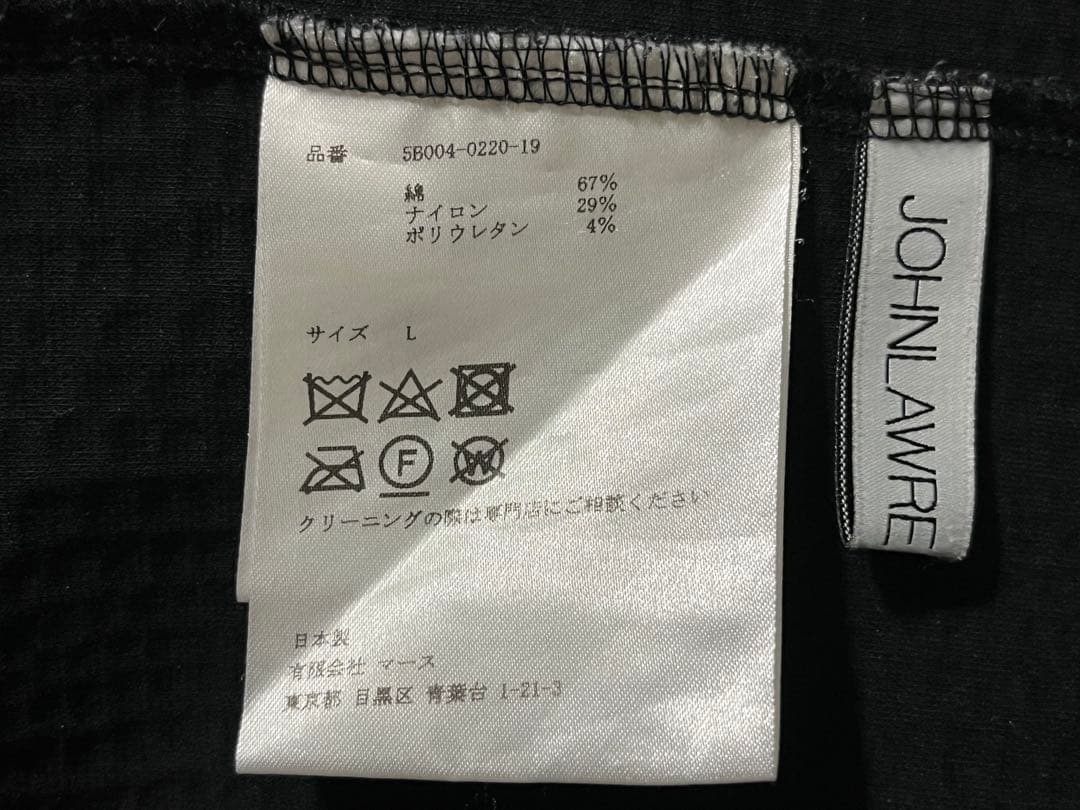 品番 5B004-0220-19
綿 67%
ナイロン 29%
ポリウレタン 4%
サイズ L
F
W
クリーニングの際は専門店にご相談ください
日本製
有限会社 マース
東京都 目黒区 青葉台 1-21-3
JOHNLAWRE